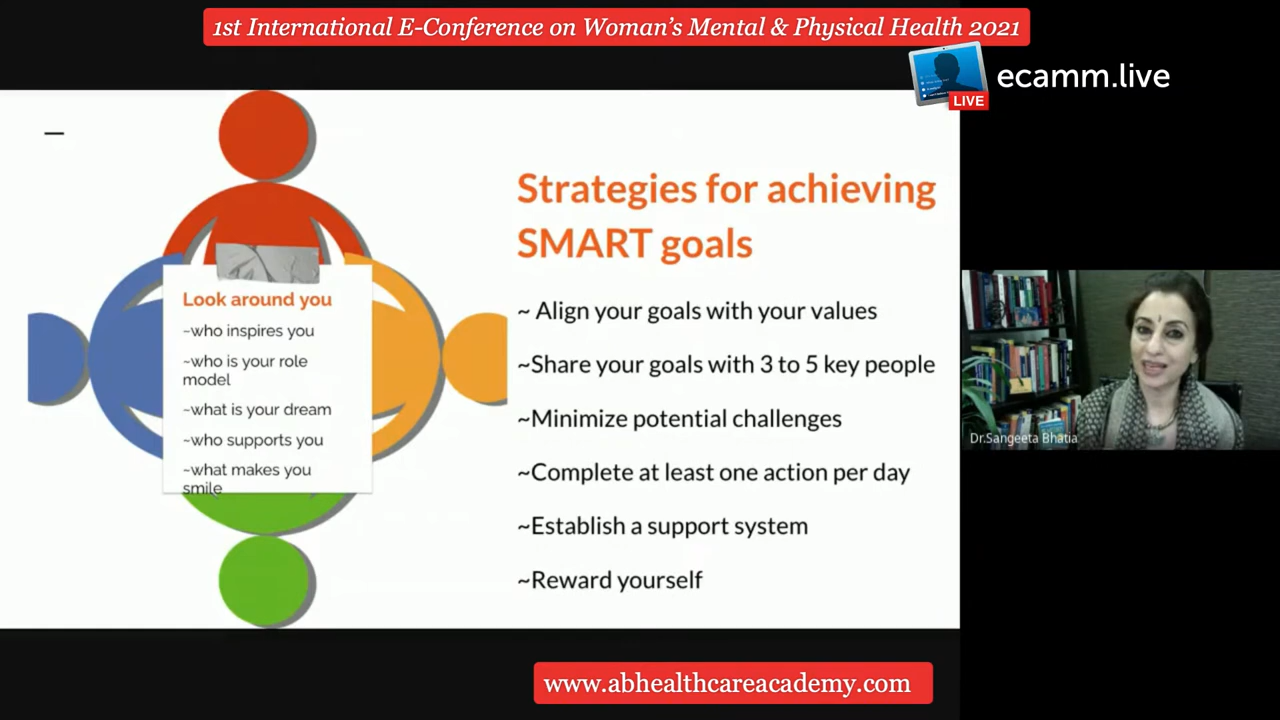 1st International E-Conference on Woman's Mental & Physical Health 2021
ecamm.live
LIVE
Strategies for achieving
SMART goals
~ Align your goals with your values
~Share your goals with 3 to 5 key people
~Minimize potential challenges
~Complete at least one action per day
~Establish a support system
~Reward yourself
Look around you
~who inspires you
~who is your role
model
~what is your dream
~who supports you
~what makes you
smile
Dr.Sangeeta Bhatia
www.abhealthcareacademy.com